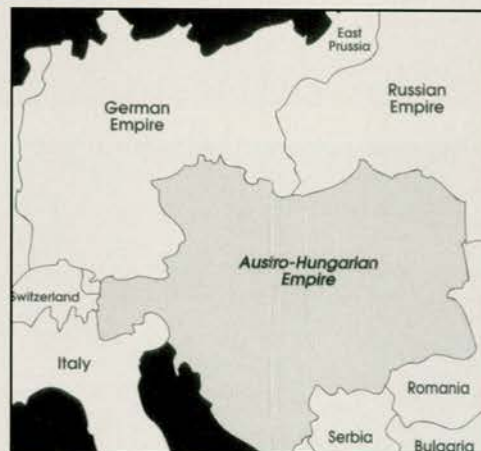 East
Prussia
German
Empire
Russian
Empire
Austro-Hungarian
Empire
Switzerland
Italy
Romania
Serbia
Bulgaria